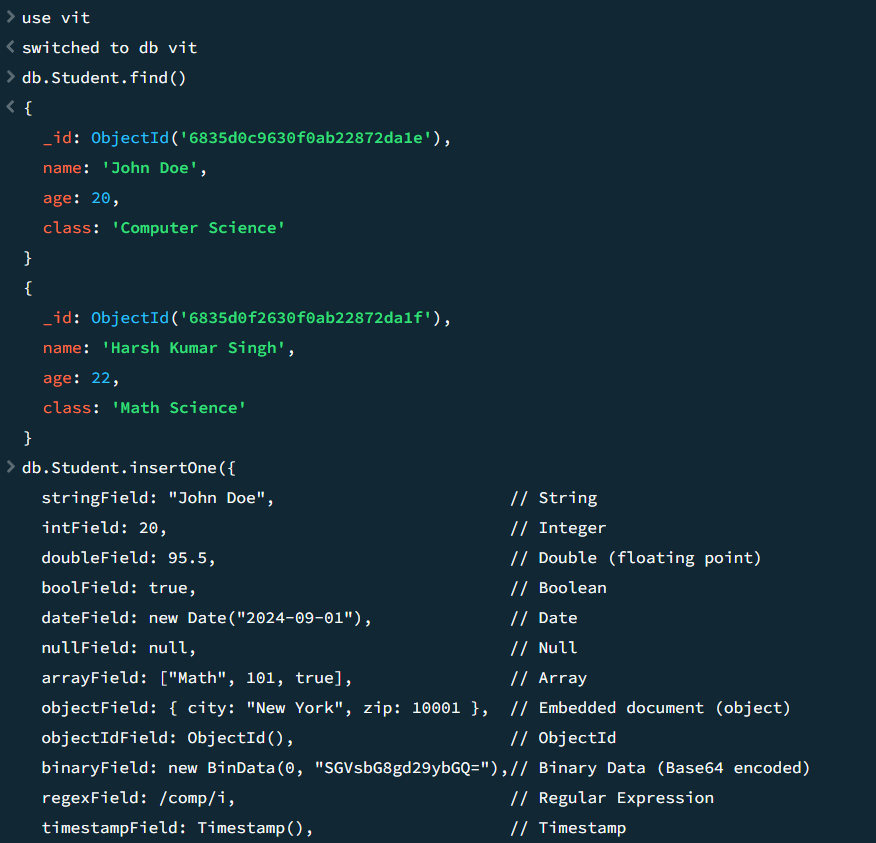 > use vit
< switched to db vit
> db.Student.find()
< {
  _id: ObjectId('6835d0c9630f0ab22872da1e'),
  name: 'John Doe',
  age: 20,
  class: 'Computer Science'
}
{
  _id: ObjectId('6835d0f2630f0ab22872da1f'),
  name: 'Harsh Kumar Singh',
  age: 22,
  class: 'Math Science'
}
> db.Student.insertOne({
  stringField: "John Doe",                        // String
  intField: 20,                                   // Integer
  doubleField: 95.5,                              // Double (floating point)
  boolField: true,                                // Boolean
  dateField: new Date("2024-09-01"),              // Date
  nullField: null,                                // Null
  arrayField: ["Math", 101, true],                // Array
  objectField: { city: "New York", zip: 10001 },  // Embedded document (object)
  objectIdField: ObjectId(),                      // ObjectId
  binaryField: new BinData(0, "SGVsbG8gd29ybGQ="),// Binary Data (Base64 encoded)
  regexField: /comp/i,                            // Regular Expression
  timestampField: Timestamp(),                    // Timestamp